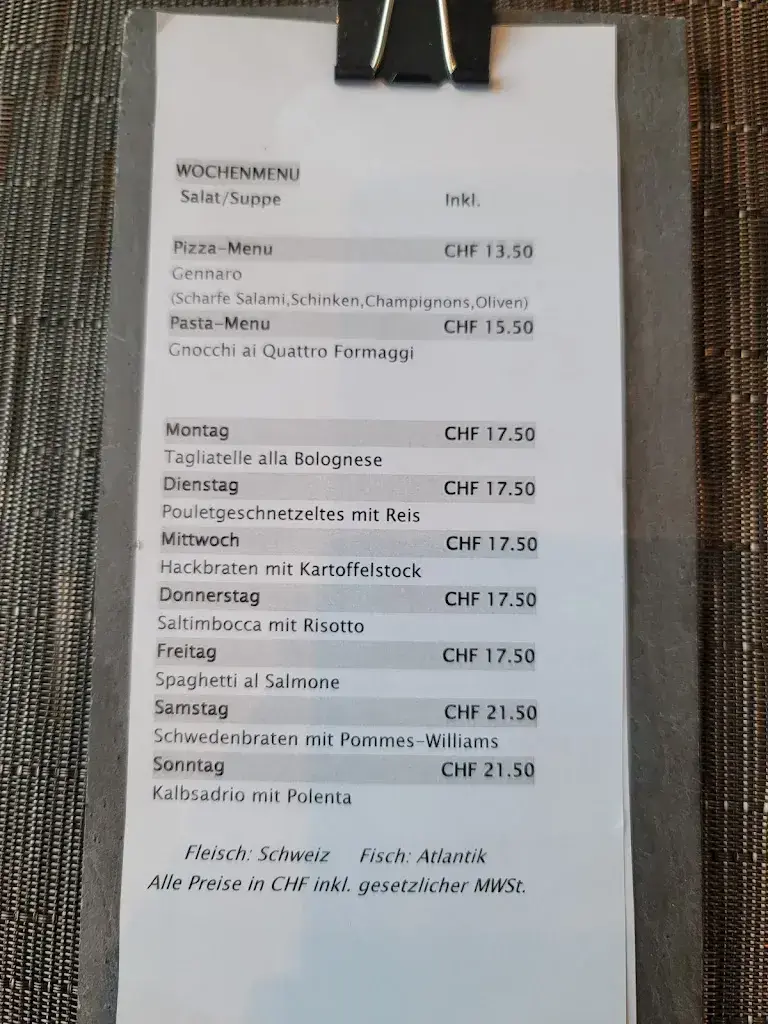 WOCHENMENU
Salat/Suppe Inkl.
Pizza-Menu CHF 13.50
Gennaro
(Scharfe Salami,Schinken,Champignons,Oliven)
Pasta-Menu CHF 15.50
Gnocchi ai Quattro Formaggi
Montag CHF 17.50
Tagliatelle alla Bolognese
Dienstag CHF 17.50
Pouletgeschnetzeltes mit Reis
Mittwoch CHF 17.50
Hackbraten mit Kartoffelstock
Donnerstag CHF 17.50
Saltimbocca mit Risotto
Freitag CHF 17.50
Spaghetti al Salmone
Samstag CHF 21.50
Schwedenbraten mit Pommes-Williams
Sonntag CHF 21.50
Kalbsadrio mit Polenta
Fleisch: Schweiz Fisch: Atlantik
Alle Preise in CHF inkl. gesetzlicher MWSt.